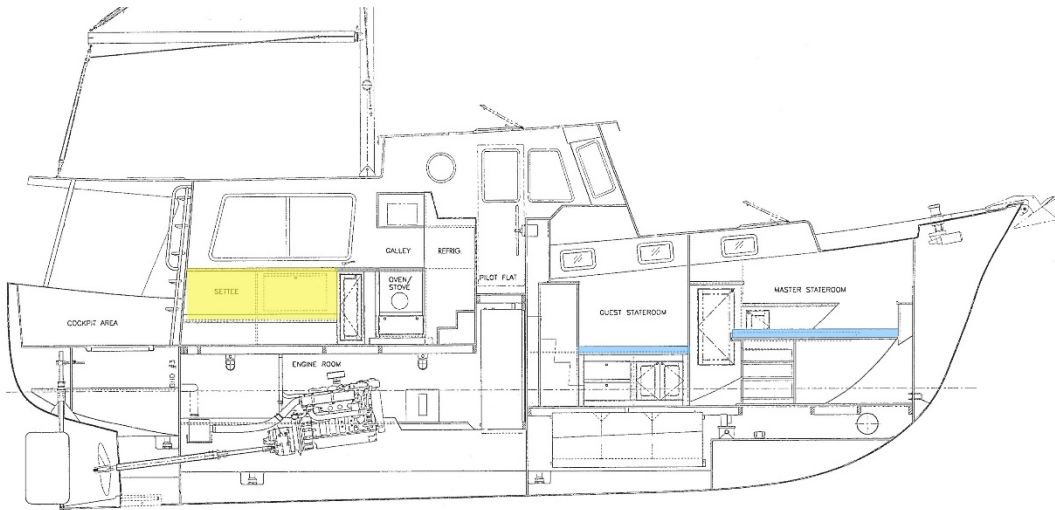 GALLEY
REFRIG.
OVEN/
STOVE
PILOT FLAT
SETTEE
MASTER STATEROOM
GUEST STATEROOM
COCKPIT AREA
ENGINE ROOM